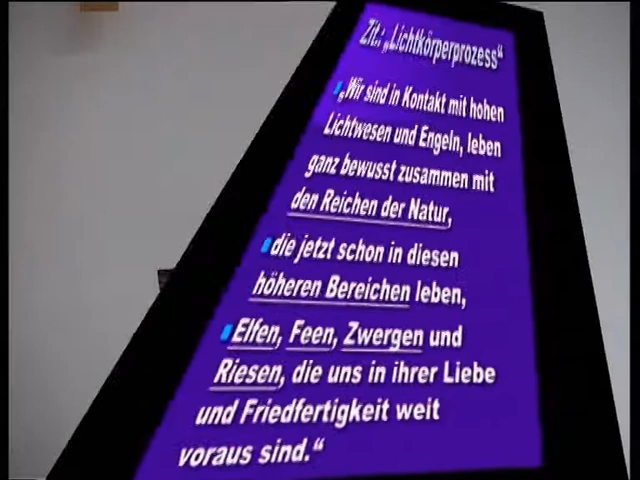 Zit.: „Lichtkörperprozess“
„Wir sind in Kontakt mit hohen
Lichtwesen und Engeln, leben
ganz bewusst zusammen mit
den Reichen der Natur,
die jetzt schon in diesen
höheren Bereichen leben,
Elfen, Feen, Zwergen und
Riesen, die uns in ihrer Liebe
und Friedfertigkeit weit
voraus sind.“